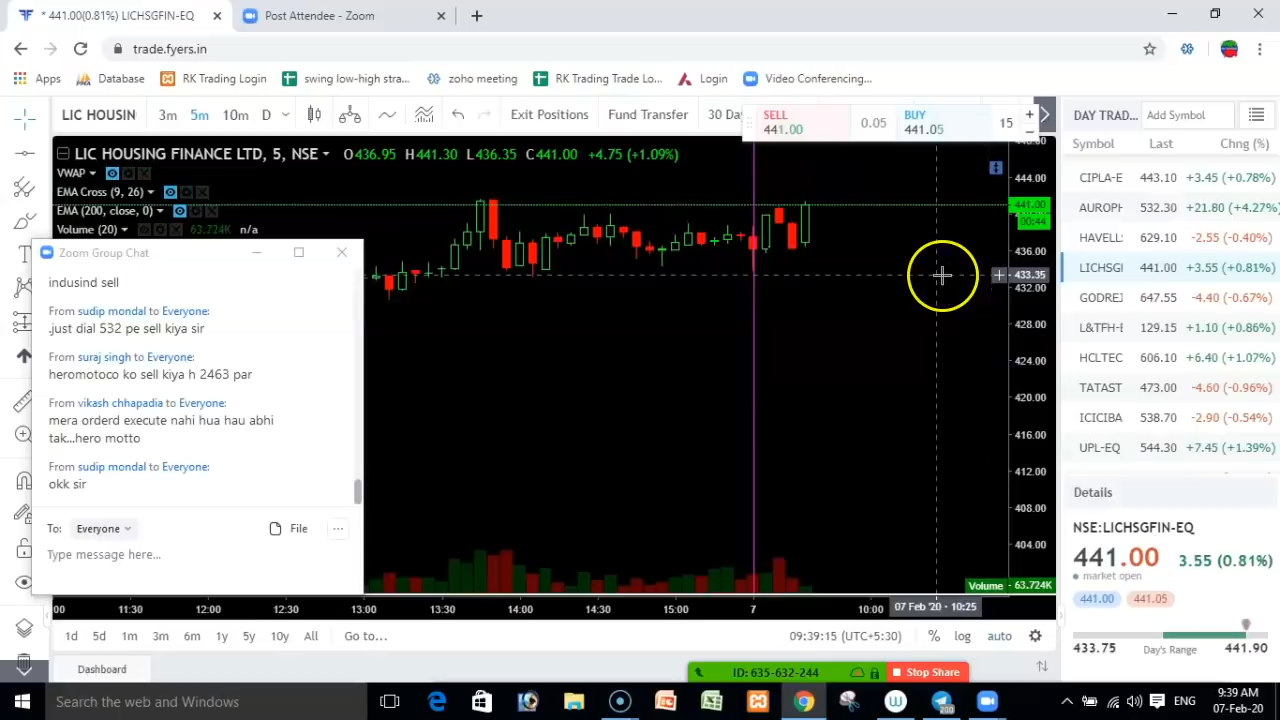 * 441.00(0.81%) LICHSGFIN-EQ
Post Attendee - Zoom
trade.fyers.in
Apps
Database
RK Trading Login
swing low-high stra...
zoho meeting
RK Trading Trade Lo...
Login
Video Conferencing...
LIC HOUSIN
3m 5m 10m D
Exit Positions
Fund Transfer
30 Day
SELL
441.00
0.05
BUY
441.05
15
LIC HOUSING FINANCE LTD, 5, NSE
O436.95 H441.30 L436.35 C441.00 +4.75 (+1.09%)
VWAP
EMA Cross (9, 26)
EMA (200, close, 0)
n/a
Volume (20)
63.724K
444.00
441.00
00:44
436.00
433.35
432.00
428.00
424.00
420.00
416.00
412.00
408.00
404.00
Volume 63.724K
Zoom Group Chat
indusind sell
From sudip mondal to Everyone:
.just dial 532 pe sell kiya sir
From suraj singh to Everyone:
heromotoco ko sell kiya h 2463 par
From vikash chhapadia to Everyone:
mera orderd execute nahi hua hau abhi
tak...hero motto
From sudip mondal to Everyone:
okk sir
To: Everyone
File
Type message here...
:00 11:30 12:00 12:30 13:00 13:30 14:00 14:30 15:00 7 10:00
07 Feb '20 - 10:25
1d 5d 1m 3m 6m 1y 5y 10y All Go to...
09:39:15 (UTC+5:30) % log auto
Dashboard
ID: 635-632-244
Stop Share
DAY TRAD...
Add Symbol
Symbol Last Chng (%)
CIPLA-E 443.10 +3.45 (+0.78%)
AUROPH 532.30 +21.80 (+4.27%)
HAVELL 629.10 -2.55 (-0.40%)
LICHSGI 441.00 +3.55 (+0.81%)
GODREJ 647.55 -4.40 (-0.67%)
L&TFH-E 129.15 +1.10 (+0.86%)
HCLTEC 606.10 +6.40 (+1.07%)
TATAST 473.00 -4.60 (-0.96%)
ICICIBA 538.70 -2.90 (-0.54%)
UPL-EQ 544.30 +7.45 (+1.39%)
Details
NSE:LICHSGFIN-EQ
441.00 3.55 (0.81%)
market open
441.00 441.05
433.75 Day's Range 441.90
Search the web and Windows
200
ENG
9:39 AM
07-Feb-20